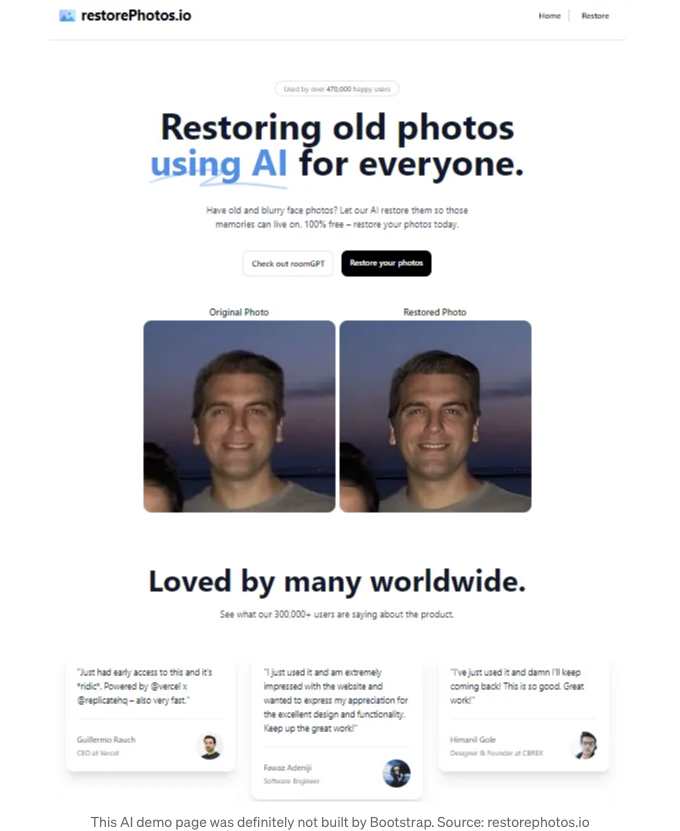 restorePhotos.io
Home
Restore
Used by over 470,000 happy users
Restoring old photos
using AI for everyone.
Have old and blurry face photos? Let our AI restore them so those
memories can live on. 100% free – restore your photos today.
Check out roomGPT
Restore your photos
Original Photo
Restored Photo
Loved by many worldwide.
See what our 300,000+ users are saying about the product.
"Just had early access to this and it's
*ridic*. Powered by @vercel x
@replicatehq – also very fast."
Guillermo Rauch
CEO at Vercel
"I just used it and am extremely
impressed with the website and
wanted to express my appreciation for
the excellent design and functionality.
Keep up the great work!"
Fawaz Adeniji
Software Engineer
"I've just used it and damn I'll keep
coming back! This is so good. Great
work!"
Himanil Gole
Designer & Founder at CBREX
This AI demo page was definitely not built by Bootstrap. Source: restorephotos.io